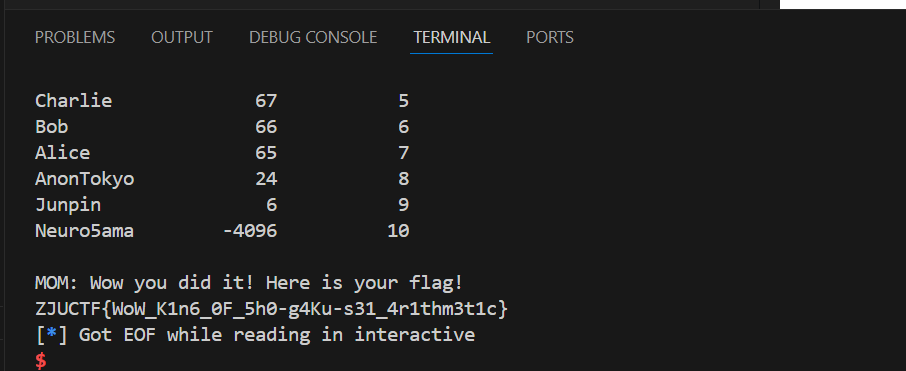 PROBLEMS OUTPUT DEBUG CONSOLE TERMINAL PORTS
Charlie 67 5
Bob 66 6
Alice 65 7
AnonTokyo 24 8
Junpin 6 9
Neuro5ama -4096 10
MOM: Wow you did it! Here is your flag!
ZJUCTF{WoW_K1n6_0F_5h0-g4Ku-s31_4r1thm3t1c}
[*] Got EOF while reading in interactive
$